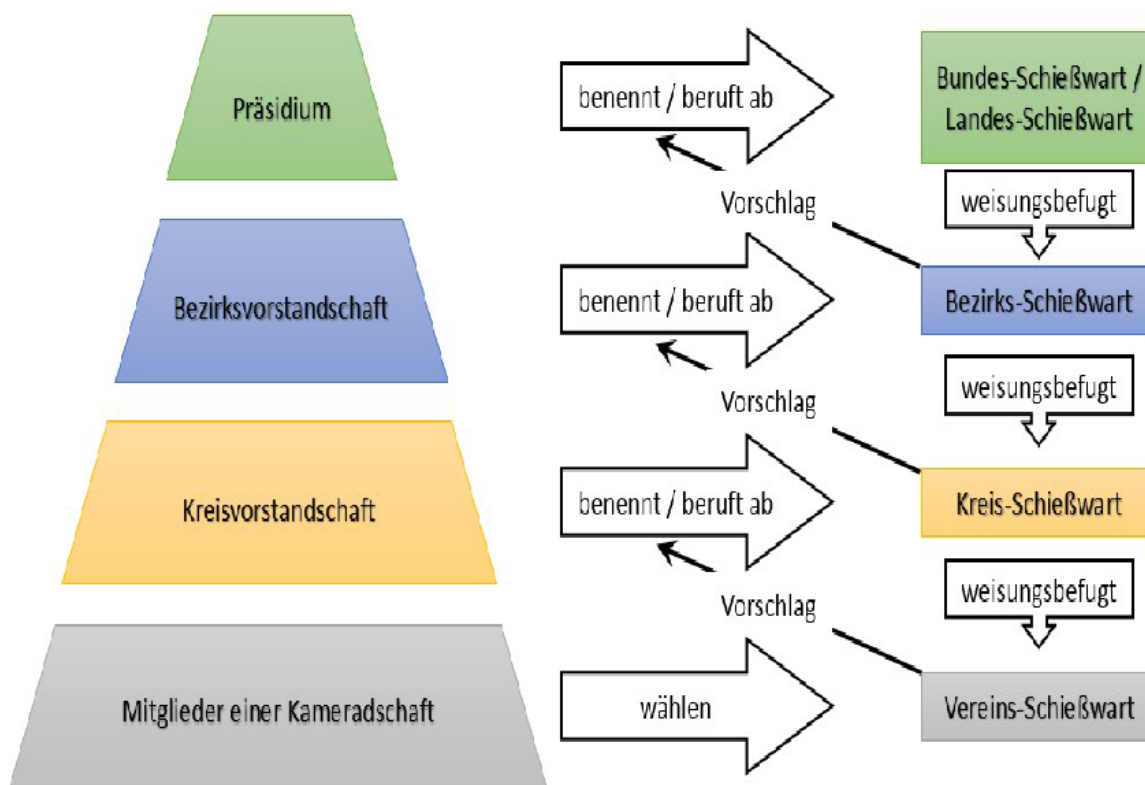 Präsidium
benennt / beruft ab
Bundes-Schießwart /
Landes-Schießwart
Vorschlag
weisungsbefugt
Bezirksvorstandschaft
benennt / beruft ab
Bezirks-Schießwart
Vorschlag
weisungsbefugt
Kreisvorstandschaft
benennt / beruft ab
Kreis-Schießwart
Vorschlag
weisungsbefugt
Mitglieder einer Kameradschaft
wählen
Vereins-Schießwart